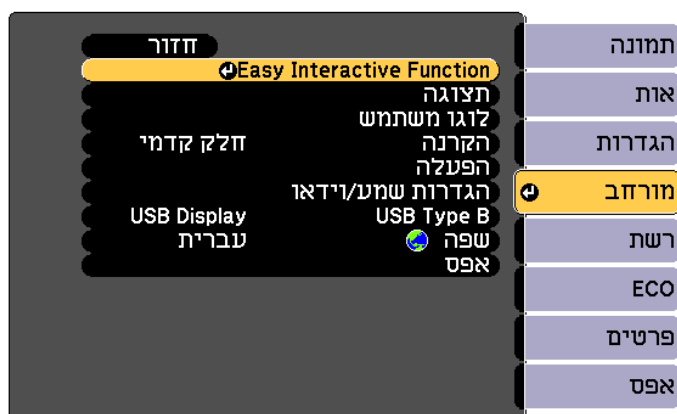 תמונה
אות
הגדרות
מורחב
רשת
ECO
פרטים
אפס
חזור
Easy Interactive Function
תצוגה
לוגו משתמש
הקרנה חלק קדמי
הפעלה
הגדרות שמע/וידאו
USB Type B USB Display
שפה עברית
אפס